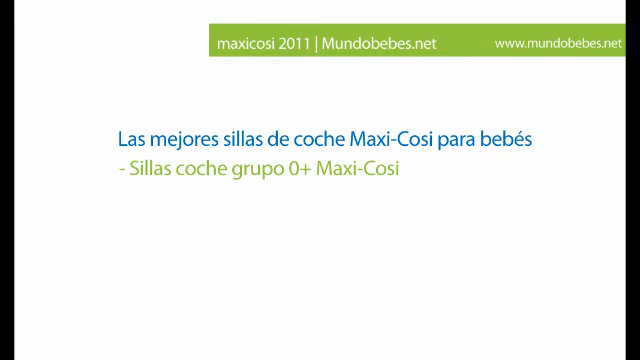 maxicosi 2011 | Mundobebes.net www.mundobebes.net
Las mejores sillas de coche Maxi-Cosi para bebés
- Sillas coche grupo 0+ Maxi-Cosi